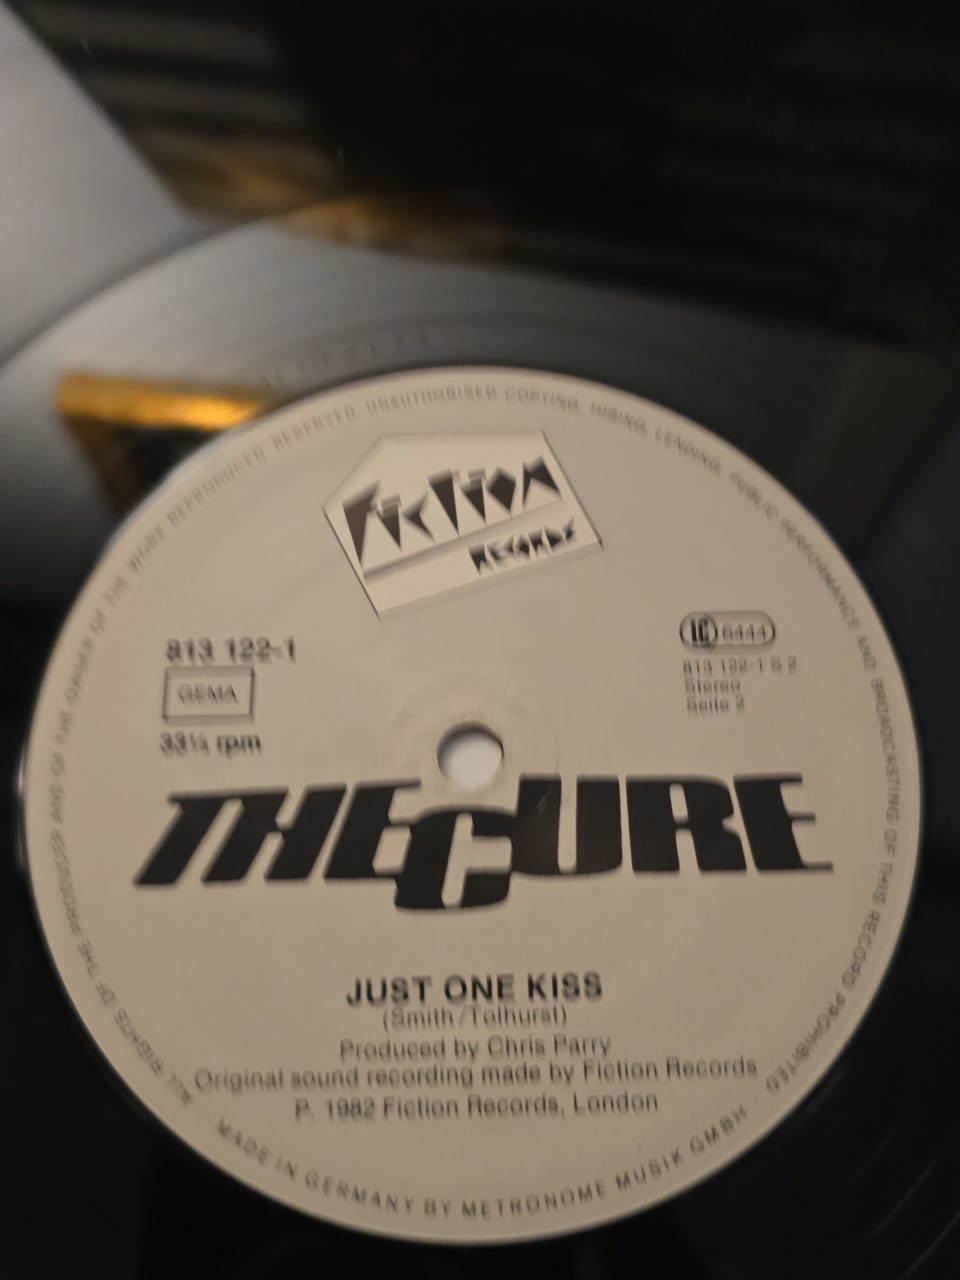 Fiction
RECORDS
813 122-1
GEMA
33⅓ rpm
LC 6444
813 122-1 S 2
Stereo
Seite 2
THE CURE
JUST ONE KISS
(Smith/Tolhurst)
Produced by Chris Parry
Original sound recording made by Fiction Records
P. 1982 Fiction Records, London
ALL RIGHTS OF THE PRODUCER AND OF THE OWNER OF THE WORK REPRODUCED RESERVED. UNAUTHORISED COPYING, HIRING, LENDING, PUBLIC PERFORMANCE AND BROADCASTING OF THIS RECORD PROHIBITED
MADE IN GERMANY BY METRONOME MUSIK GMBH